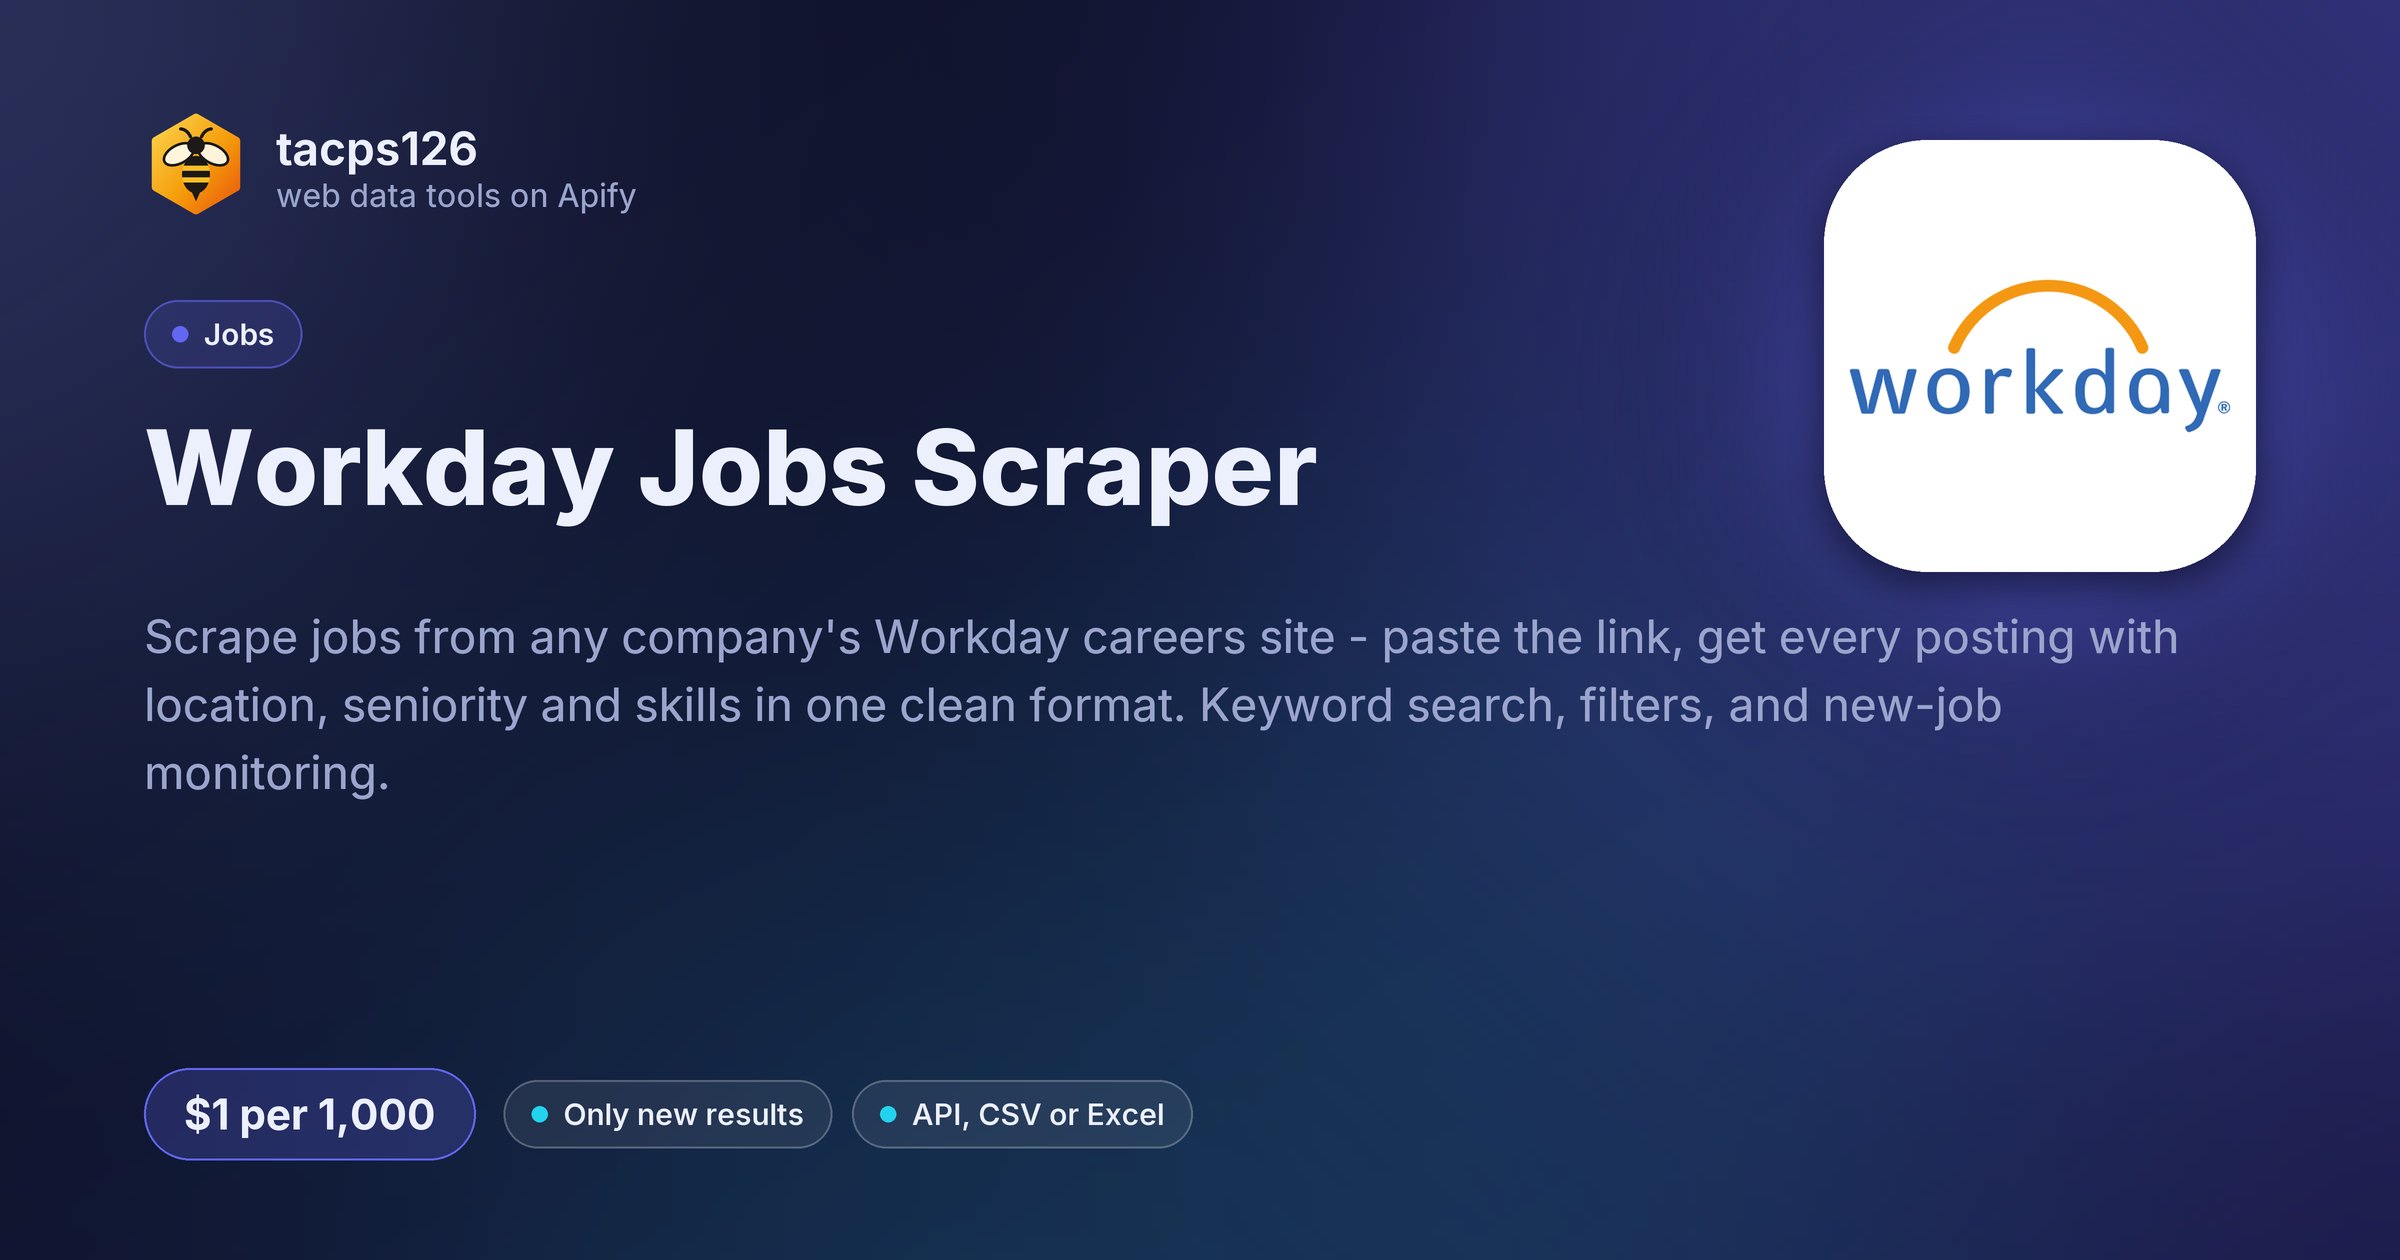 tacps126
web data tools on Apify
Jobs
workday®
Workday Jobs Scraper
Scrape jobs from any company's Workday careers site - paste the link, get every posting with
location, seniority and skills in one clean format. Keyword search, filters, and new-job
monitoring.
$1 per 1,000
Only new results
API, CSV or Excel